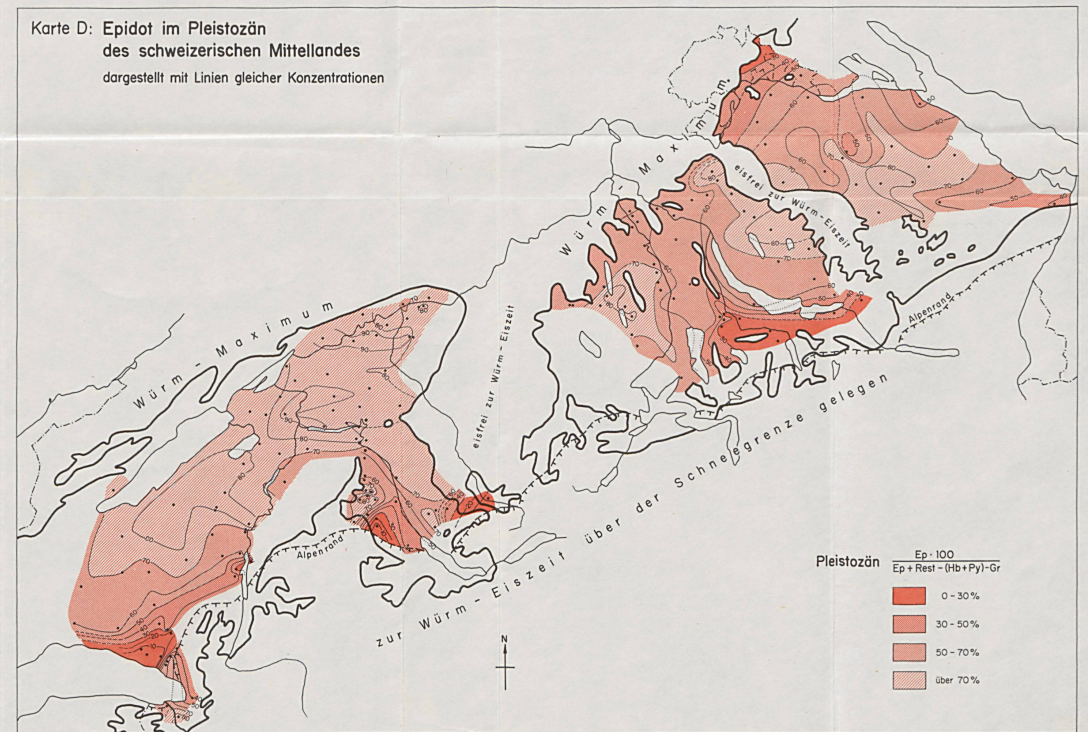 Karte D: Epidot im Pleistozän
des schweizerischen Mittellandes
dargestellt mit Linien gleicher Konzentrationen
Würm-Maximum
eisfrei zur Würm-Eiszeit
Würm-Maximum
eisfrei zur Würm-Eiszeit
Alpenrand
Alpenrand
zur Würm-Eiszeit über der Schneegrenze gelegen
N
Pleistozän Ep · 100
Ep + Rest - (Hb + Py) - Gr
0 - 30 %
30 - 50 %
50 - 70 %
über 70 %